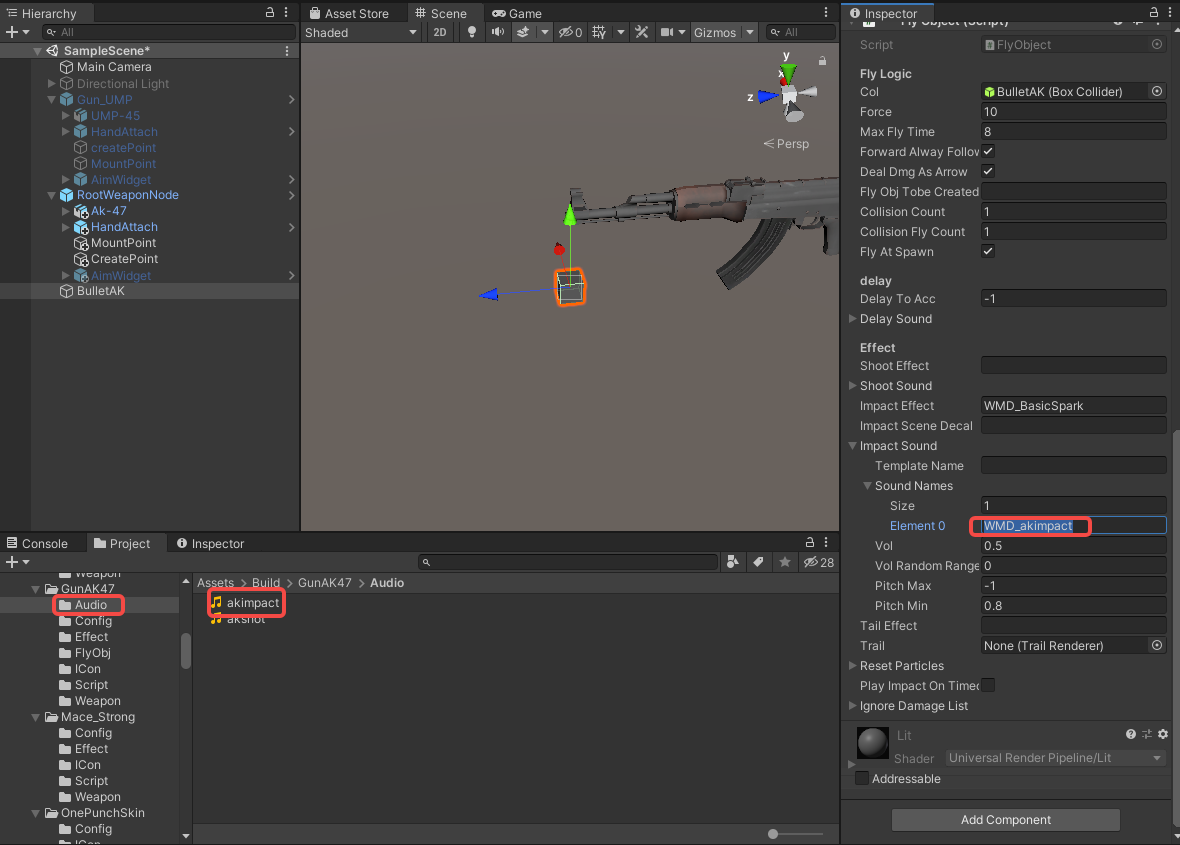 Hierarchy
All
SampleScene*
Main Camera
Directional Light
Gun_UMP
UMP-45
HandAttach
createPoint
MountPoint
AimWidget
RootWeaponNode
Ak-47
HandAttach
MountPoint
CreatePoint
AimWidget
BulletAK
Asset Store
Scene
Game
Shaded
2D
0
Gizmos
All
y
x
z
Persp
Console
Project
Inspector
28
GunAK47
Audio
Config
Effect
FlyObj
ICon
Script
Weapon
Mace_Strong
Config
Effect
ICon
Script
Weapon
OnePunchSkin
Config
Assets > Build > GunAK47 > Audio
akimpact
akshot
Inspector
Fly Object (Script)
Script FlyObject
Fly Logic
Col BulletAK (Box Collider)
Force 10
Max Fly Time 8
Forward Alway Follov
Deal Dmg As Arrow
Fly Obj Tobe Created
Collision Count 1
Collision Fly Count 1
Fly At Spawn
delay
Delay To Acc -1
Delay Sound
Effect
Shoot Effect
Shoot Sound
Impact Effect WMD_BasicSpark
Impact Scene Decal
Impact Sound
Template Name
Sound Names
Size 1
Element 0 WMD_akimpact
Vol 0.5
Vol Random Range 0
Pitch Max -1
Pitch Min 0.8
Tail Effect
Trail None (Trail Renderer)
Reset Particles
Play Impact On Timec
Ignore Damage List
Lit
Shader Universal Render Pipeline/Lit
Addressable
Add Component